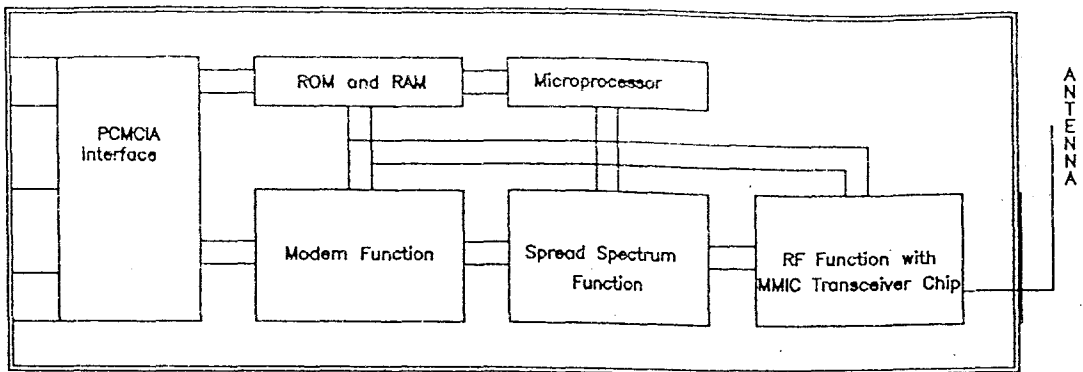 ROM and RAM
Microprocessor
PCMCIA
Interface
Modem Function
Spread Spectrum
Function
RF Function with
MMIC Transceiver Chip
ANTENNA